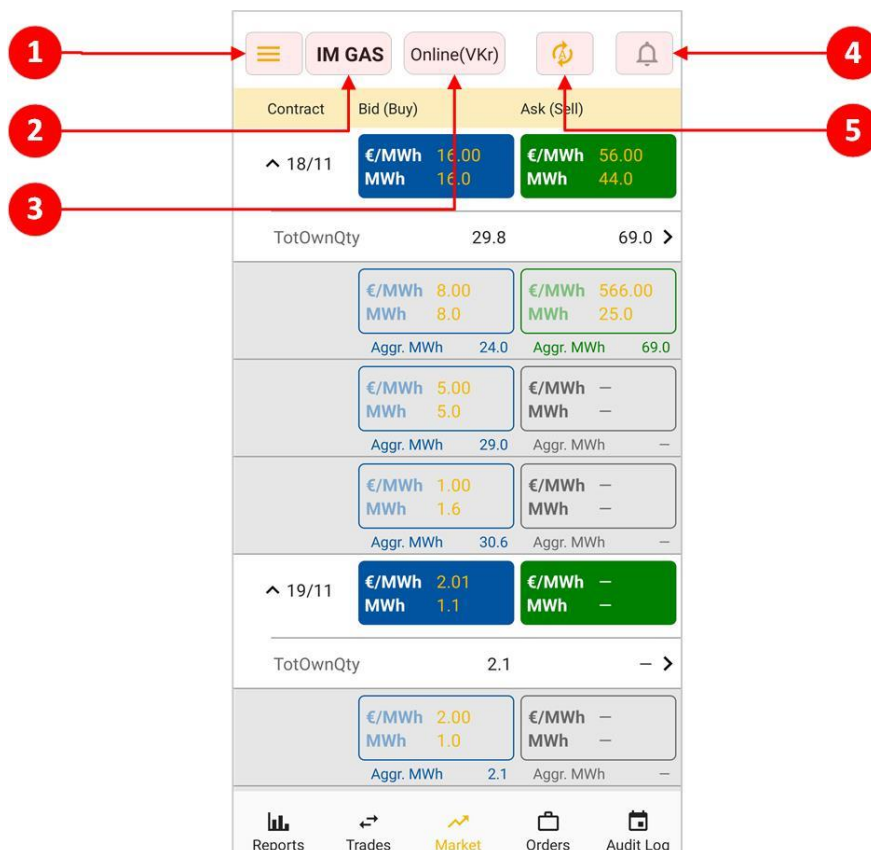 1 IM GAS Online(VKr) 4
2 5
3
Contract Bid (Buy) Ask (Sell)
18/11 €/MWh 16.00 €/MWh 56.00
MWh 16.0 MWh 44.0
TotOwnQty 29.8 69.0
€/MWh 8.00 €/MWh 566.00
MWh 8.0 MWh 25.0
Aggr. MWh 24.0 Aggr. MWh 69.0
€/MWh 5.00 €/MWh –
MWh 5.0 MWh –
Aggr. MWh 29.0 Aggr. MWh –
€/MWh 1.00 €/MWh –
MWh 1.6 MWh –
Aggr. MWh 30.6 Aggr. MWh –
19/11 €/MWh 2.01 €/MWh –
MWh 1.1 MWh –
TotOwnQty 2.1 –
€/MWh 2.00 €/MWh –
MWh 1.0 MWh –
Aggr. MWh 2.1 Aggr. MWh –
Reports Trades Market Orders Audit Log